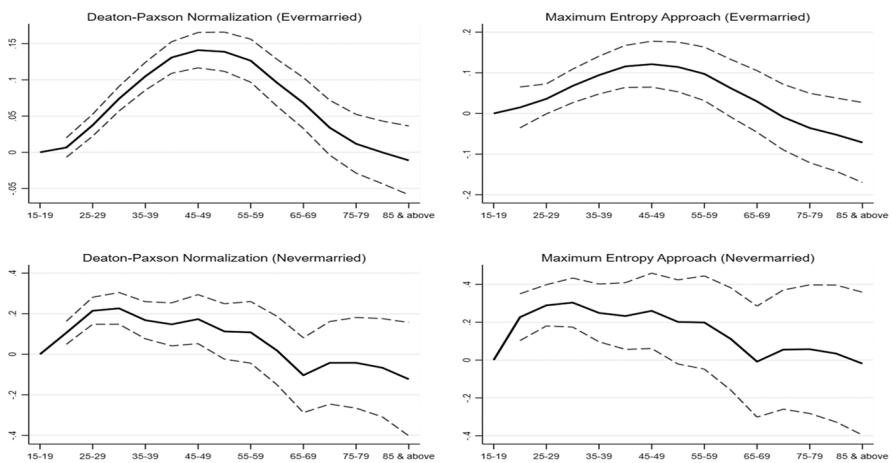 Deaton-Paxson Normalization (Evermarried)
.15
.1
.05
0
-.05
15-19 25-29 35-39 45-49 55-59 65-69 75-79 85 & above
Maximum Entropy Approach (Evermarried)
.2
.1
0
-.1
-.2
15-19 25-29 35-39 45-49 55-59 65-69 75-79 85 & above
Deaton-Paxson Normalization (Nevermarried)
.4
.2
0
-.2
-.4
15-19 25-29 35-39 45-49 55-59 65-69 75-79 85 & above
Maximum Entropy Approach (Nevermarried)
.4
.2
0
-.2
-.4
15-19 25-29 35-39 45-49 55-59 65-69 75-79 85 & above